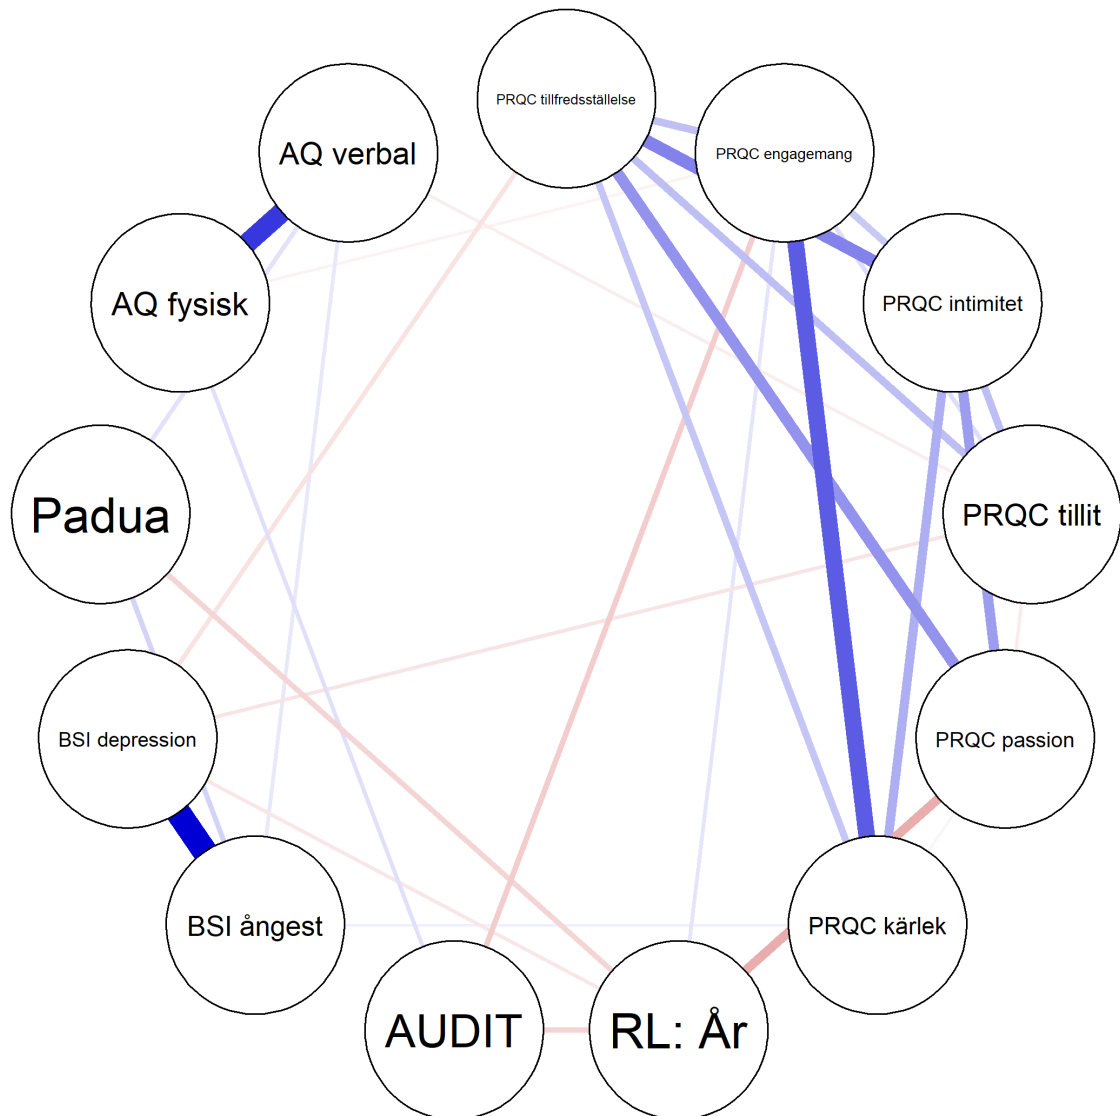 PRQC tillfredsställelse
AQ verbal
PRQC engagemang
AQ fysisk
PRQC intimitet
Padua
PRQC tillit
BSI depression
PRQC passion
BSI ångest
PRQC kärlek
AUDIT
RL: År